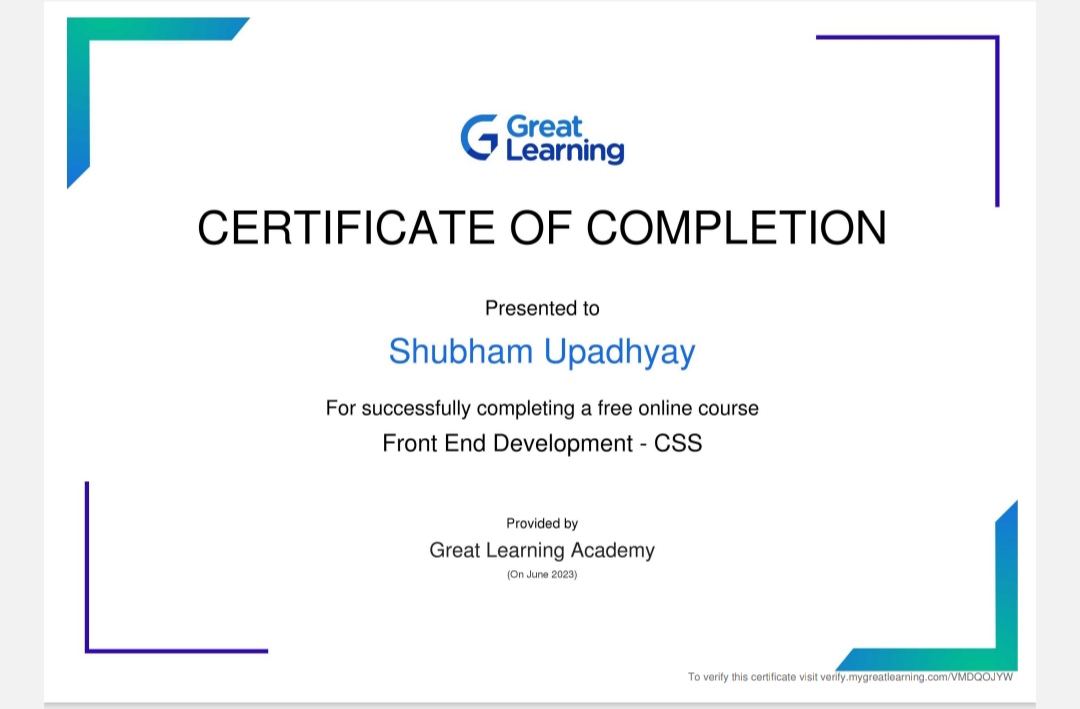 Great
Learning
CERTIFICATE OF COMPLETION
Presented to
Shubham Upadhyay
For successfully completing a free online course
Front End Development - CSS
Provided by
Great Learning Academy
(On June 2023)
To verify this certificate visit verify.mygreatlearning.com/VMDQOJYW